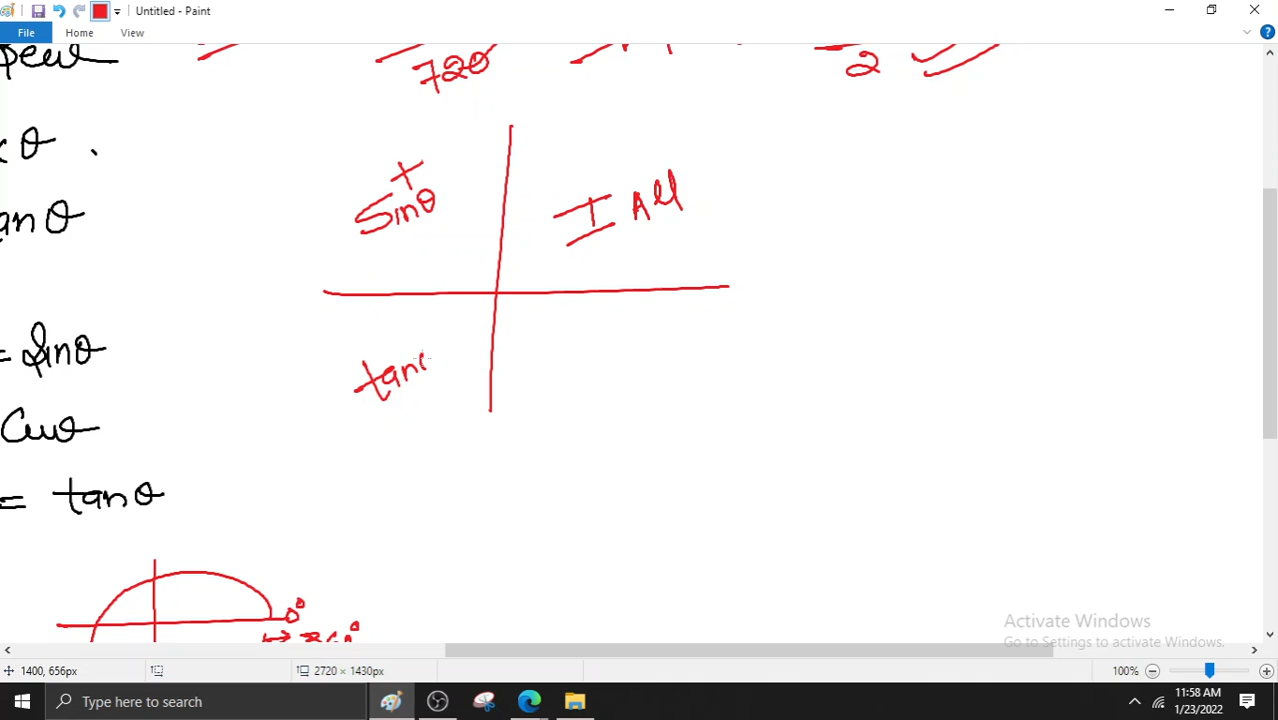 Untitled - Paint
File Home View
720
2
θ .
+
Sinθ
I All
anθ
= Sinθ
tan
Cosθ
= tanθ
0°
Activate Windows
Go to Settings to activate Windows.
1400, 656px
2720 × 1430px
100%
Type here to search
11:58 AM
1/23/2022